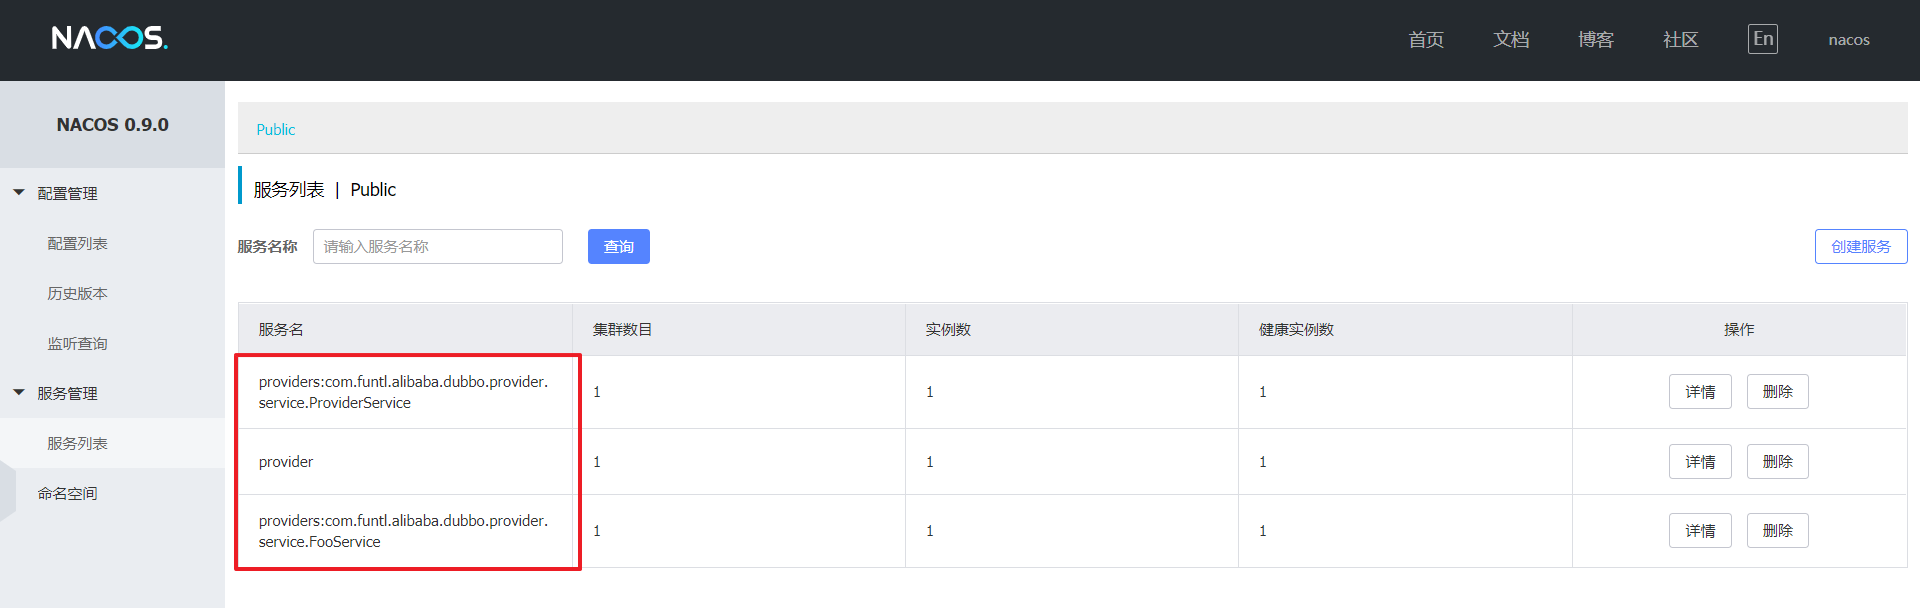 NACOS.
首页 文档 博客 社区 En nacos
NACOS 0.9.0
配置管理
配置列表
历史版本
监听查询
服务管理
服务列表
命名空间
Public
服务列表 | Public
服务名称 请输入服务名称 查询 创建服务
服务名 集群数目 实例数 健康实例数 操作
providers:com.funtl.alibaba.dubbo.provider.
service.ProviderService
1 1 1 详情 删除
provider 1 1 1 详情 删除
providers:com.funtl.alibaba.dubbo.provider.
service.FooService
1 1 1 详情 删除